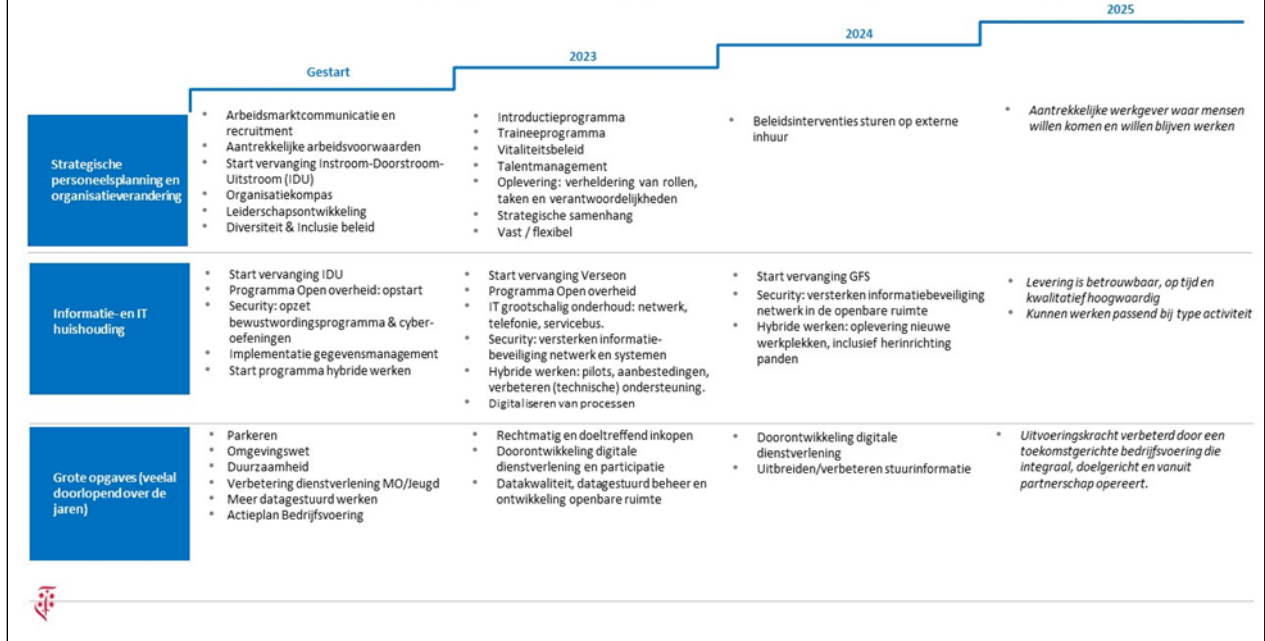 Gestart
2023
2024
2025
Strategische
personeelsplanning en
organisatieverandering
• Arbeidsmarktcommunicatie en
recruitment
• Aantrekkelijke arbeidsvoorwaarden
• Start vervanging Instroom-Doorstroom-
Uitstroom (IDU)
• Organisatiekompas
• Leiderschapsontwikkeling
• Diversiteit & Inclusie beleid
• Introductieprogramma
• Traineeprogramma
• Vitaliteitsbeleid
• Talentmanagement
• Oplevering: verheldering van rollen,
taken en verantwoordelijkheden
• Strategische samenhang
• Vast / flexibel
• Beleidsinterventies sturen op externe
inhuur
• Aantrekkelijke werkgever waar mensen
willen komen en willen blijven werken
Informatie- en IT
huishouding
• Start vervanging IDU
• Programma Open overheid: opstart
• Security: opzet
bewustwordingsprogramma & cyber-
oefeningen
• Implementatie gegevensmanagement
• Start programma hybride werken
• Start vervanging Verseon
• Programma Open overheid
• IT grootschalig onderhoud: netwerk,
telefonie, servicebus.
• Security: versterken informatie-
beveiliging netwerk en systemen
• Hybride werken: pilots, aanbestedingen,
verbeteren (technische) ondersteuning.
• Digitaliseren van processen
• Start vervanging GFS
• Security: versterken informatiebeveiliging
netwerk in de openbare ruimte
• Hybride werken: oplevering nieuwe
werkplekken, inclusief herinrichting
panden
• Levering is betrouwbaar, op tijd en
kwalitatief hoogwaardig
• Kunnen werken passend bij type activiteit
Grote opgaves (veelal
doorlopend over de
jaren)
• Parkeren
• Omgevingswet
• Duurzaamheid
• Verbetering dienstverlening MO/Jeugd
• Meer datagestuurd werken
• Actieplan Bedrijfsvoering
• Rechtmatig en doeltreffend inkopen
• Doorontwikkeling digitale
dienstverlening en participatie
• Datakwaliteit, datagestuurd beheer en
ontwikkeling openbare ruimte
• Doorontwikkeling digitale
dienstverlening
• Uitbreiden/verbeteren stuurinformatie
• Uitvoeringskracht verbeterd door een
toekomstgerichte bedrijfsvoering die
integraal, doelgericht en vanuit
partnerschap opereert.